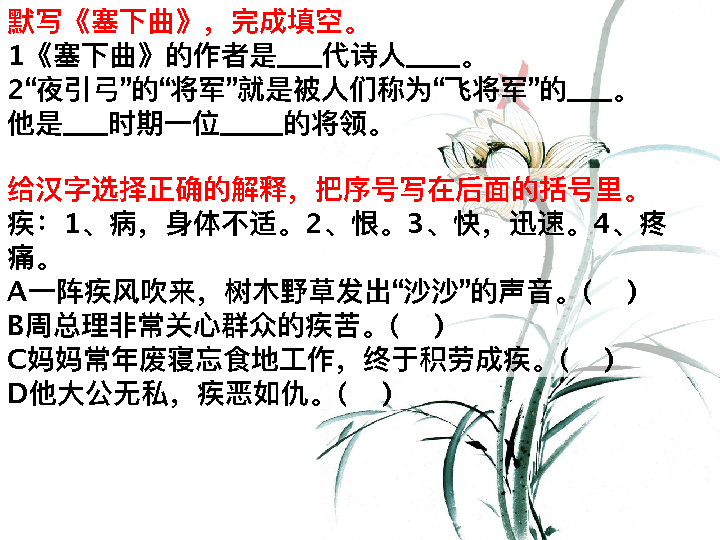 默写《塞下曲》，完成填空。
1《塞下曲》的作者是____代诗人_____。
2“夜引弓”的“将军”就是被人们称为“飞将军”的____。
他是____时期一位______的将领。
给汉字选择正确的解释，把序号写在后面的括号里。
疾：1、病，身体不适。2、恨。3、快，迅速。4、疼
痛。
A一阵疾风吹来，树木野草发出“沙沙”的声音。（　）
B周总理非常关心群众的疾苦。（　）
C妈妈常年废寝忘食地工作，终于积劳成疾。（　）
D他大公无私，疾恶如仇。（　）